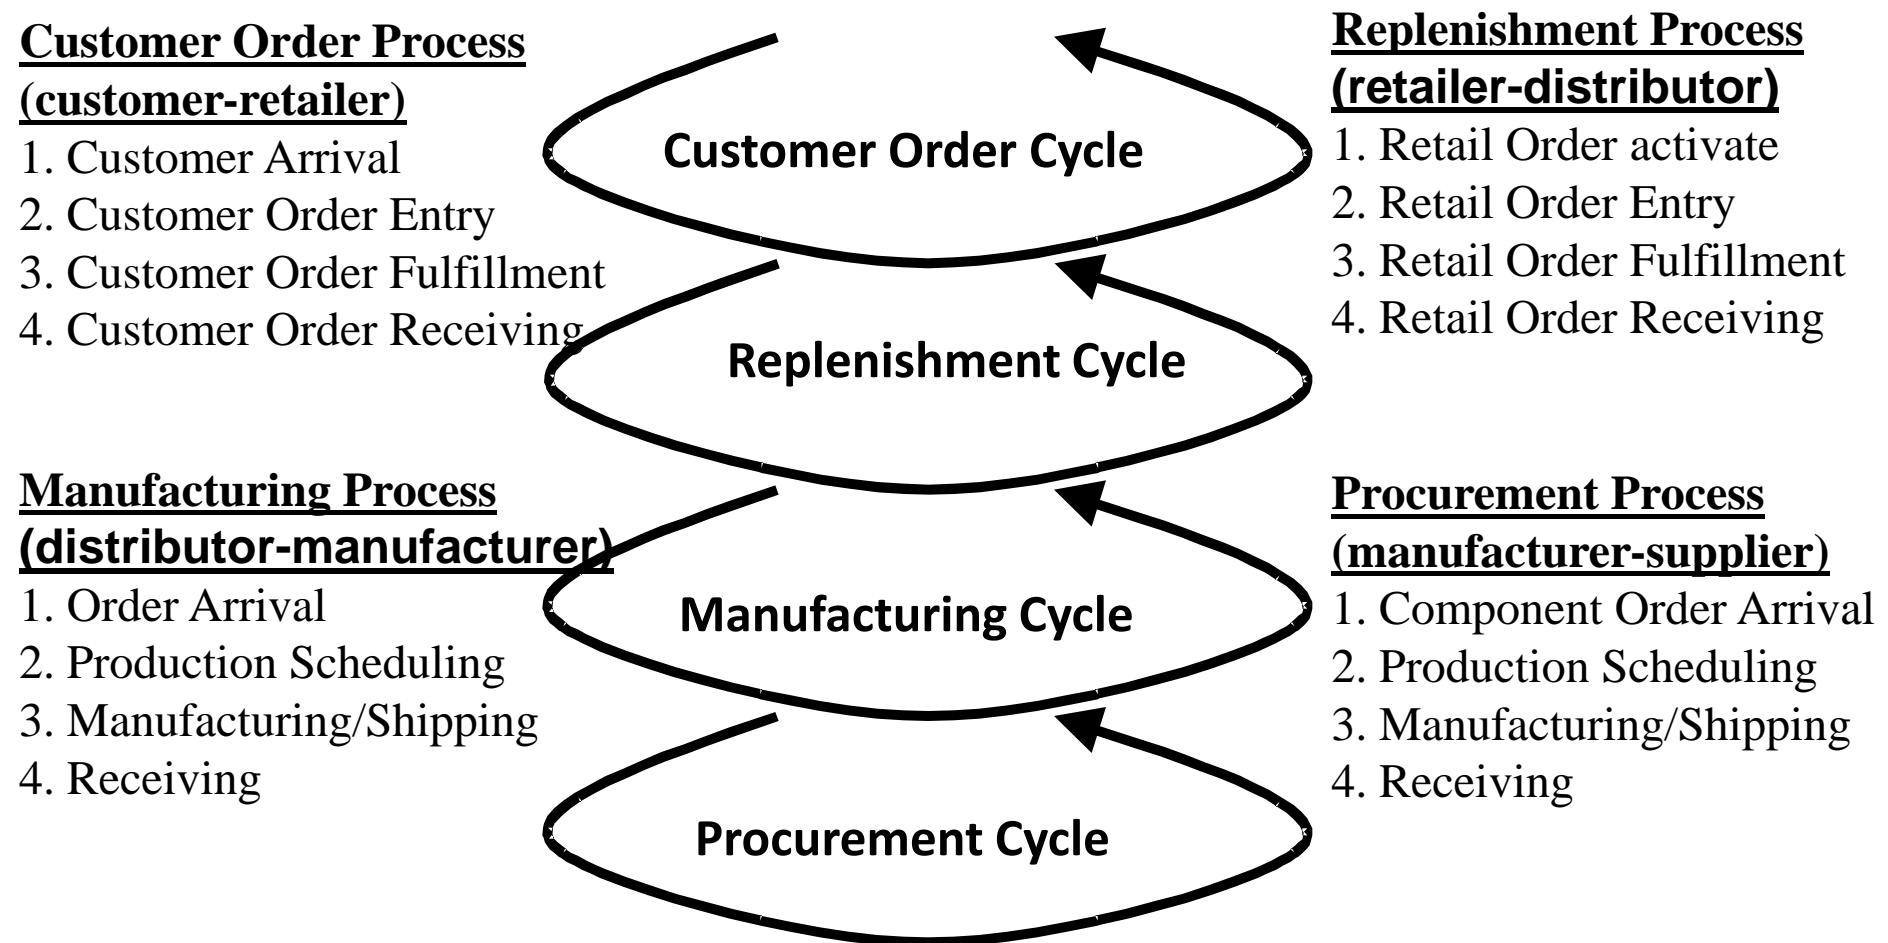 Customer Order Process
(customer-retailer)
1. Customer Arrival
2. Customer Order Entry
3. Customer Order Fulfillment
4. Customer Order Receiving
Customer Order Cycle
Replenishment Process
(retailer-distributor)
1. Retail Order activate
2. Retail Order Entry
3. Retail Order Fulfillment
4. Retail Order Receiving
Replenishment Cycle
Manufacturing Process
(distributor-manufacturer)
1. Order Arrival
2. Production Scheduling
3. Manufacturing/Shipping
4. Receiving
Manufacturing Cycle
Procurement Process
(manufacturer-supplier)
1. Component Order Arrival
2. Production Scheduling
3. Manufacturing/Shipping
4. Receiving
Procurement Cycle